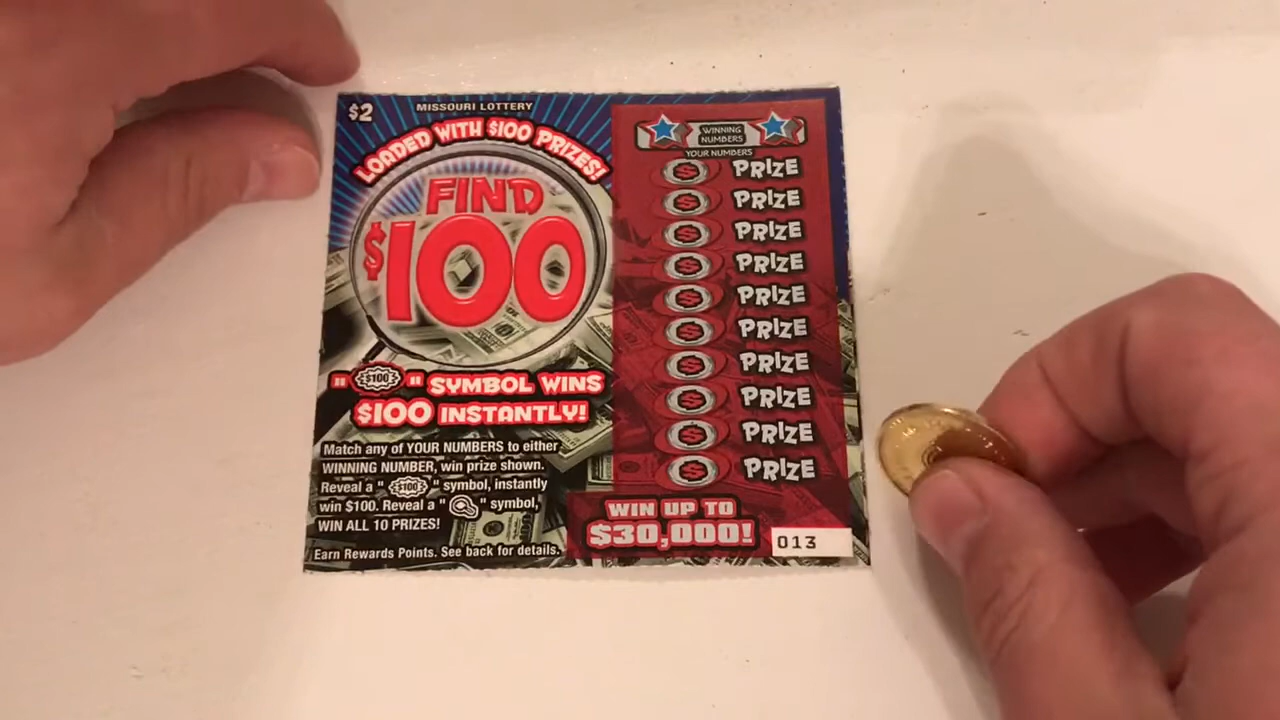 $2
MISSOURI LOTTERY
LOADED WITH $100 PRIZES!
FIND
$100
"$100" SYMBOL WINS
$100 INSTANTLY!
Match any of YOUR NUMBERS to either
WINNING NUMBER, win prize shown.
Reveal a "$100" symbol, instantly
win $100. Reveal a " " symbol,
WIN ALL 10 PRIZES!
Earn Rewards Points. See back for details.
WINNING
NUMBERS
YOUR NUMBERS
$ PRIZE
$ PRIZE
$ PRIZE
$ PRIZE
$ PRIZE
$ PRIZE
$ PRIZE
$ PRIZE
$ PRIZE
$ PRIZE
WIN UP TO
$30,000!
013